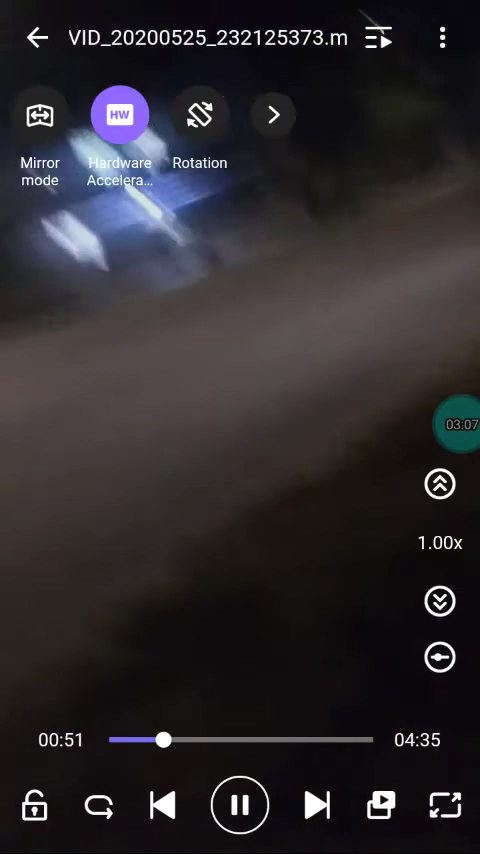 VID_20200525_232125373.m
HW
Mirror
mode
Hardware
Accelera...
Rotation
03:07
1.00x
00:51
04:35